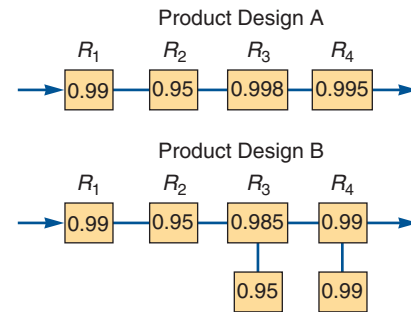 Product Design A
R1 R2 R3 R4
0.99 0.95 0.998 0.995
Product Design B
R1 R2 R3 R4
0.99 0.95 0.985 0.99
0.95 0.99